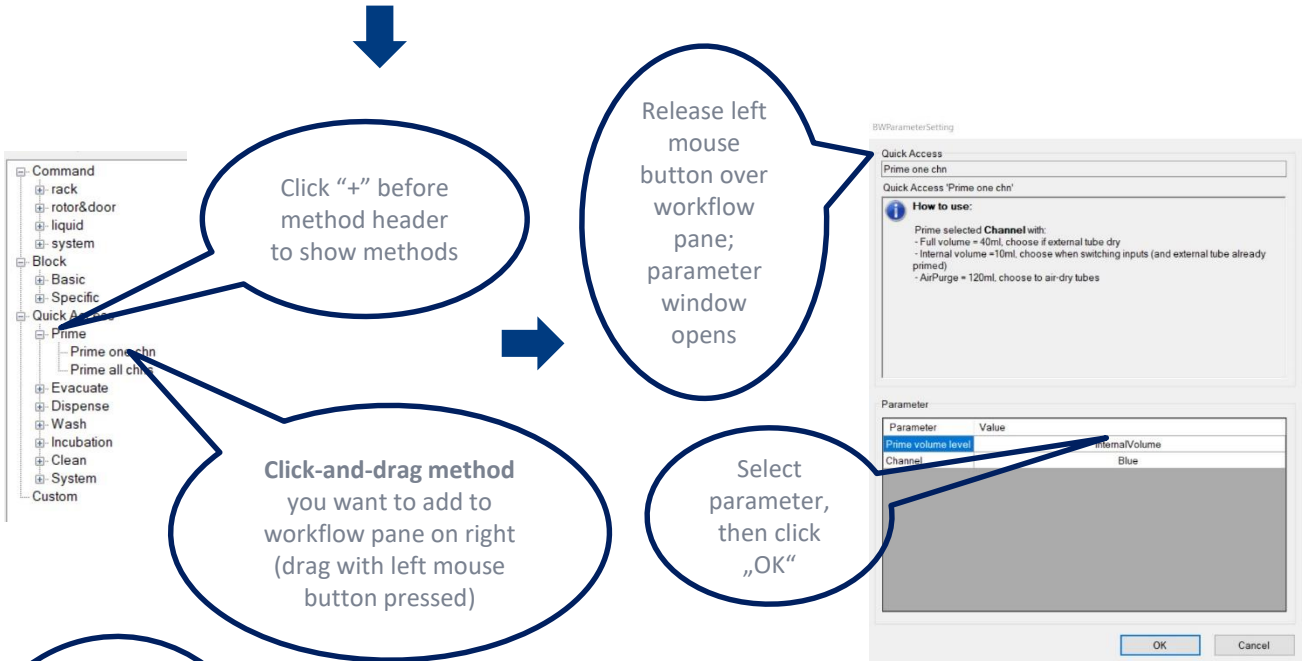 Command
rack
rotor&door
liquid
system
Block
Basic
Specific
Quick
Prime
Prime one chn
Prime all
Evacuate
Dispense
Wash
Incubation
Clean
System
Custom
Click “+” before
method header
to show methods
Click-and-drag method
you want to add to
workflow pane on right
(drag with left mouse
button pressed)
Release left
mouse
button over
workflow
pane;
parameter
window
opens
Select
parameter,
then click
„OK“
BWParameterSetting
Quick Access
Prime one chn
Quick Access 'Prime one chn'
How to use:
Prime selected Channel with:
- Full volume = 40ml, choose if external tube dry
- Internal volume =10ml, choose when switching inputs (and external tube already
primed)
- AirPurge = 120ml, choose to air-dry tubes
Parameter
Parameter Value
Prime volume level InternalVolume
Channel Blue
OK Cancel